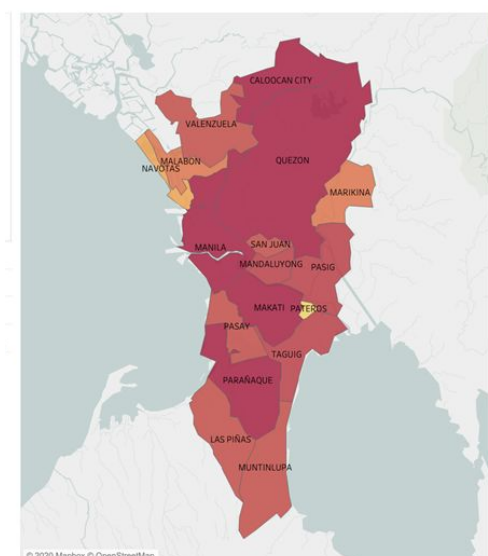 CALOOCAN CITY
VALENZUELA
MALABON
NAVOTAS
QUEZON
MARIKINA
MANILA
SAN JUAN
MANDALUYONG
PASIG
MAKATI
PATEROS
PASAY
TAGUIG
PARAÑAQUE
LAS PIÑAS
MUNTINLUPA
© 2020 Mapbox © OpenStreetMap